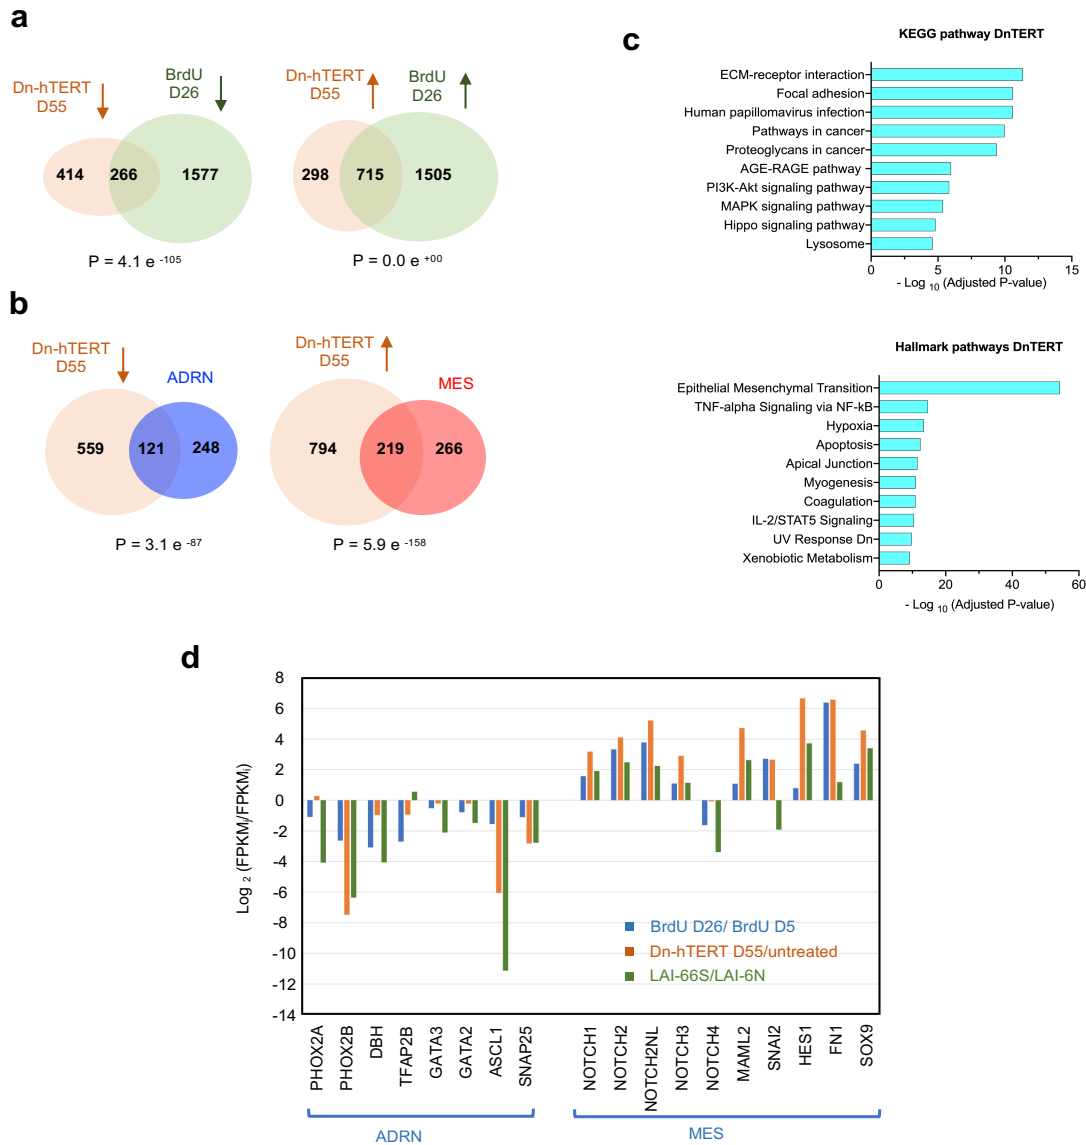 a
Dn-hTERT
D55
BrdU
D26
414
266
1577
P = 4.1 e -105
Dn-hTERT
D55
BrdU
D26
298
715
1505
P = 0.0 e +00
b
Dn-hTERT
D55
ADRN
559
121
248
P = 3.1 e -87
Dn-hTERT
D55
MES
794
219
266
P = 5.9 e -158
c
KEGG pathway DnTERT
ECM-receptor interaction
Focal adhesion
Human papillomavirus infection
Pathways in cancer
Proteoglycans in cancer
AGE-RAGE pathway
PI3K-Akt signaling pathway
MAPK signaling pathway
Hippo signaling pathway
Lysosome
0 5 10 15
- Log 10 (Adjusted P-value)
Hallmark pathways DnTERT
Epithelial Mesenchymal Transition
TNF-alpha Signaling via NF-kB
Hypoxia
Apoptosis
Apical Junction
Myogenesis
Coagulation
IL-2/STAT5 Signaling
UV Response Dn
Xenobiotic Metabolism
0 20 40 60
- Log 10 (Adjusted P-value)
d
Log 2 (FPKMj/FPKMi)
8
6
4
2
0
-2
-4
-6
-8
-10
-12
-14
BrdU D26/ BrdU D5
Dn-hTERT D55/untreated
LAI-66S/LAI-6N
PHOX2A
PHOX2B
DBH
TFAP2B
GATA3
GATA2
ASCL1
SNAP25
NOTCH1
NOTCH2
NOTCH2NL
NOTCH3
NOTCH4
MAML2
SNAI2
HES1
FN1
SOX9
ADRN
MES